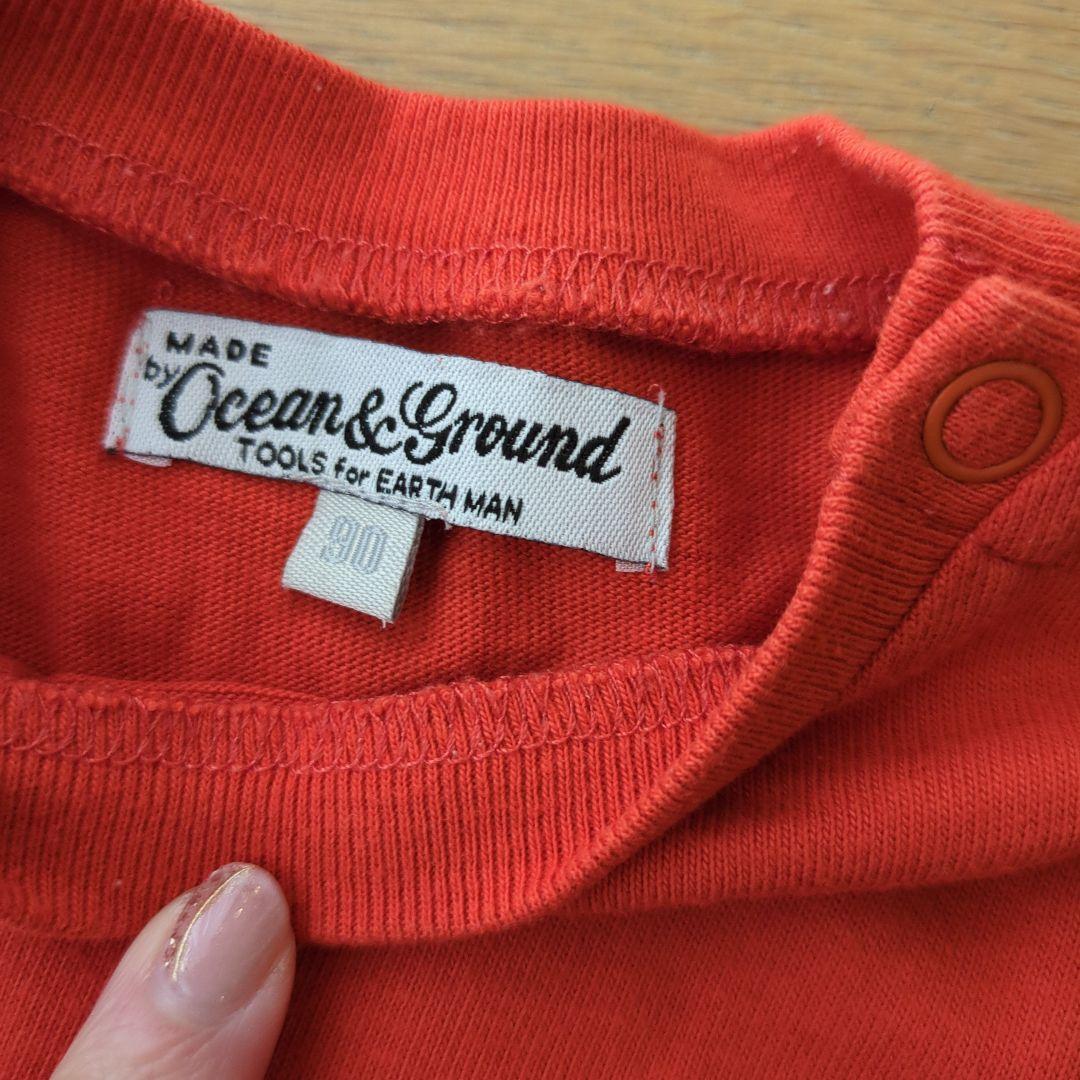 MADE
by Ocean & Ground
TOOLS for EARTH MAN
90